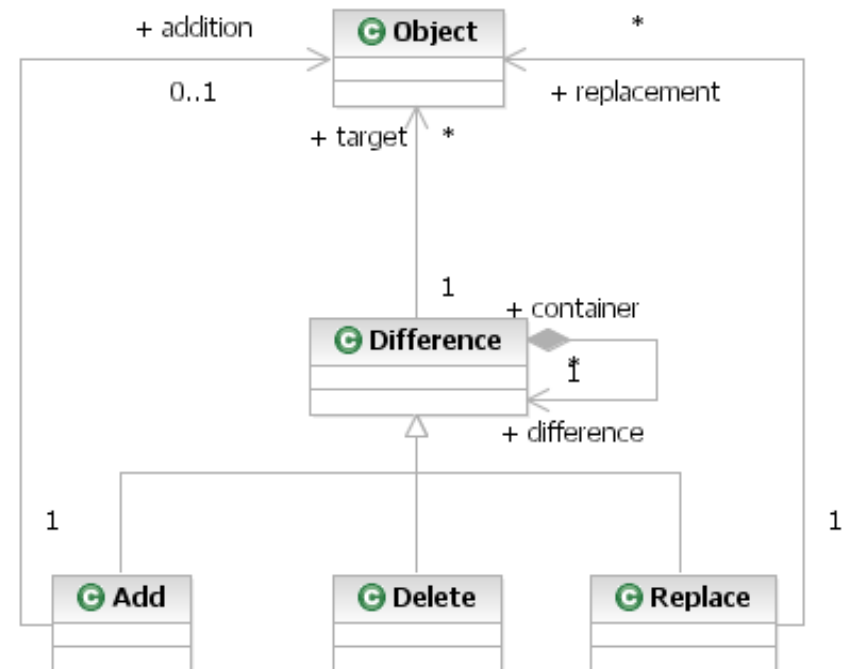 + addition
C Object
*
0..1
+ replacement
+ target
*
1
+ container
C Difference
*
1
+ difference
1
1
C Add
C Delete
C Replace